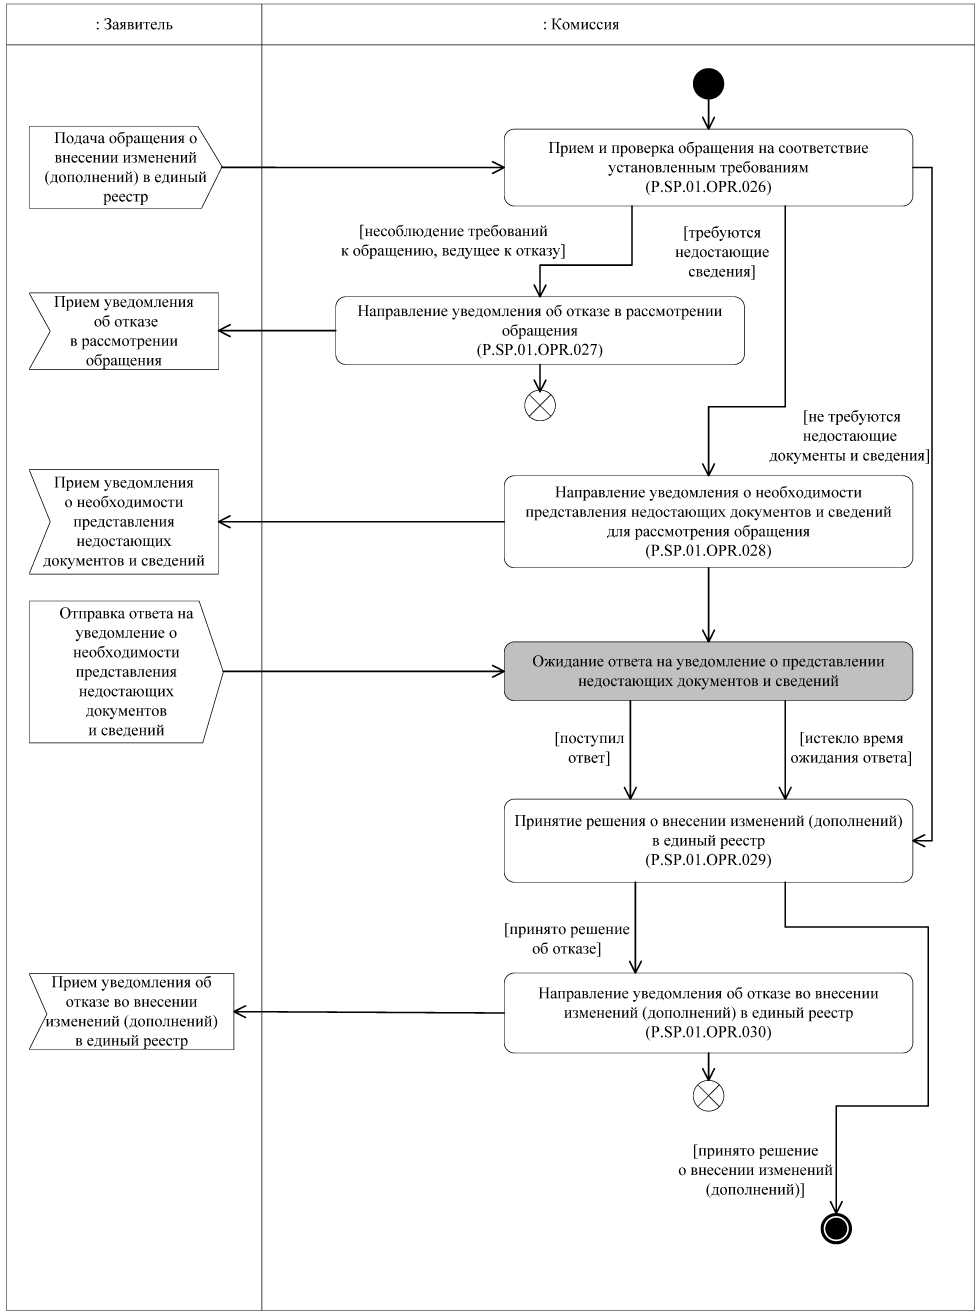 : Заявитель
: Комиссия
Подача обращения о
внесении изменений
(дополнений) в единый
реестр
Прием и проверка обращения на соответствие
установленным требованиям
(P.SP.01.OPR.026)
[несоблюдение требований
к обращению, ведущее к отказу]
[требуются
недостающие
сведения]
Прием уведомления
об отказе
в рассмотрении
обращения
Направление уведомления об отказе в рассмотрении
обращения
(P.SP.01.OPR.027)
[не требуются
недостающие
документы и сведения]
Прием уведомления
о необходимости
представления
недостающих
документов и сведений
Направление уведомления о необходимости
представления недостающих документов и сведений
для рассмотрения обращения
(P.SP.01.OPR.028)
Отправка ответа на
уведомление о
необходимости
представления
недостающих
документов
и сведений
Ожидание ответа на уведомление о представлении
недостающих документов и сведений
[поступил
ответ]
[истекло время
ожидания ответа]
Принятие решения о внесении изменений (дополнений)
в единый реестр
(P.SP.01.OPR.029)
[принято решение
об отказе]
Прием уведомления об
отказе во внесении
изменений (дополнений)
в единый реестр
Направление уведомления об отказе во внесении
изменений (дополнений) в единый реестр
(P.SP.01.OPR.030)
[принято решение
о внесении изменений
(дополнений)]